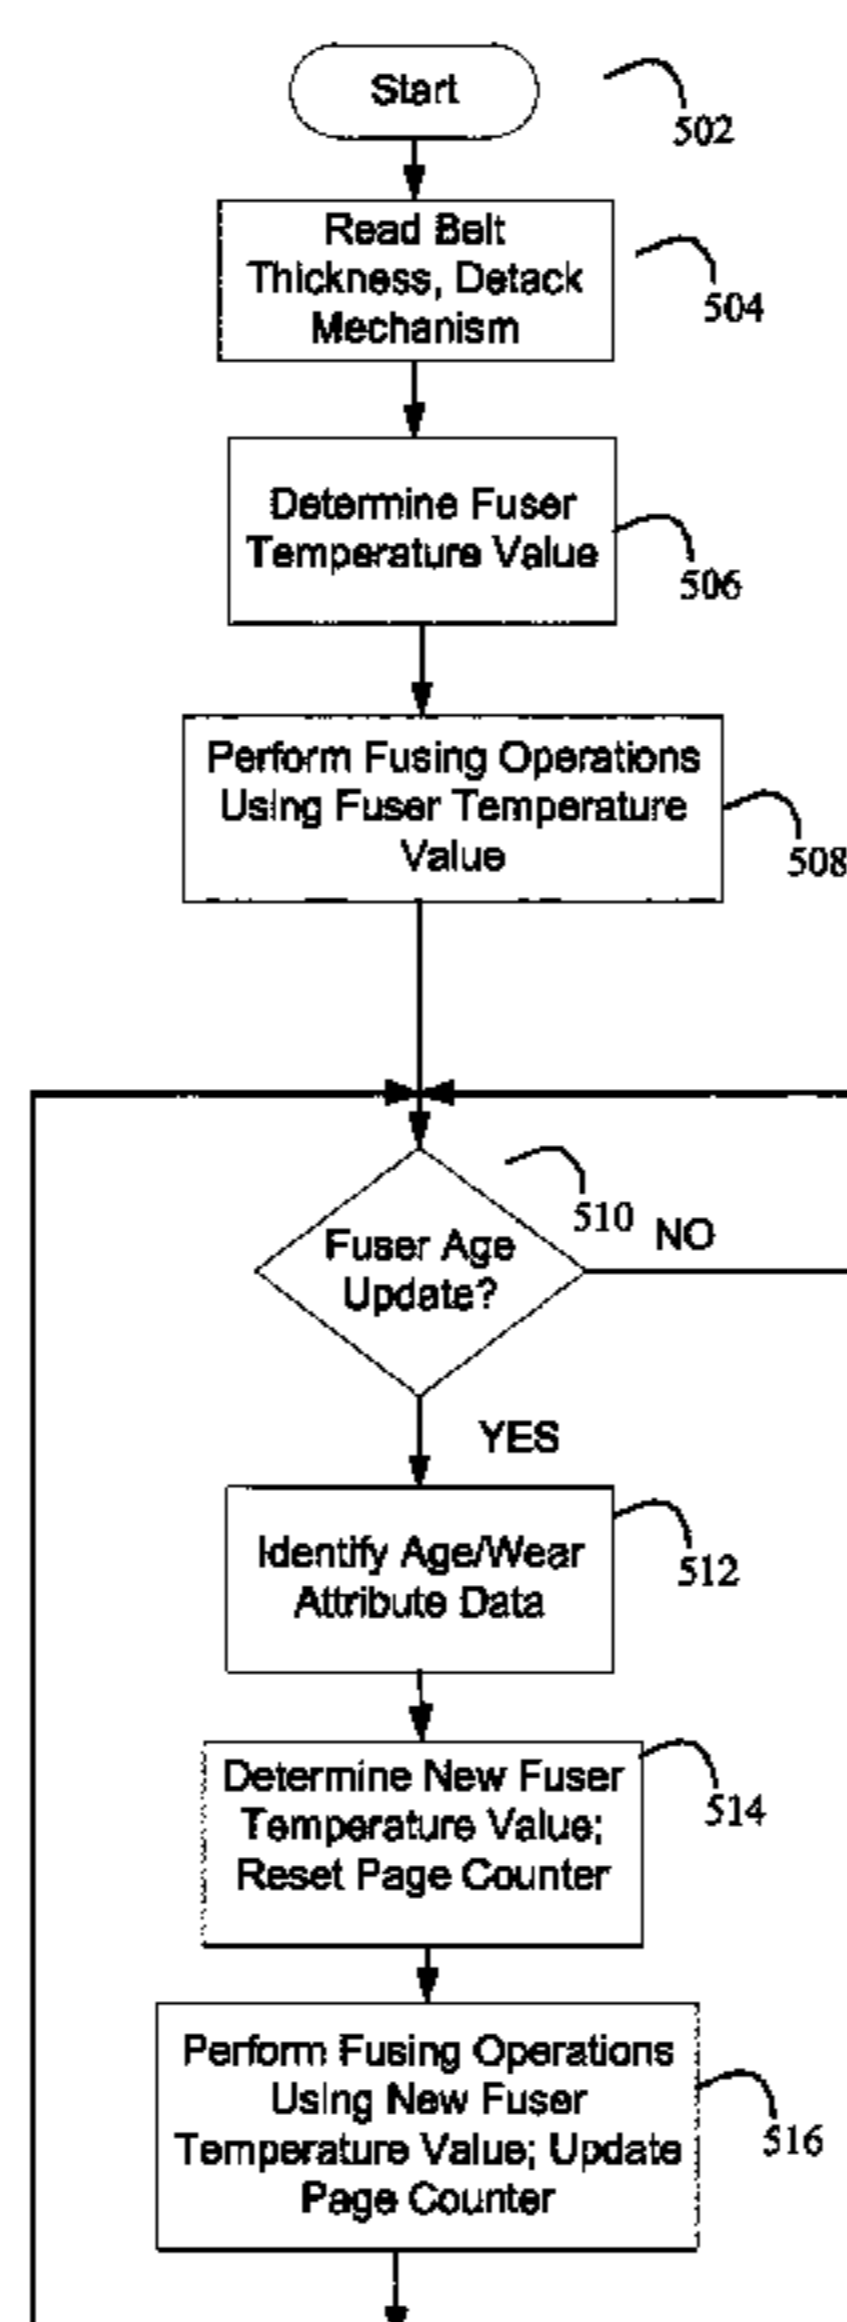 Start
502
Read Belt
Thickness, Detack
Mechanism
504
Determine Fuser
Temperature Value
506
Perform Fusing Operations
Using Fuser Temperature
Value
508
510
Fuser Age
Update?
NO
YES
Identify Age/Wear
Attribute Data
512
Determine New Fuser
Temperature Value;
Reset Page Counter
514
Perform Fusing Operations
Using New Fuser
Temperature Value; Update
Page Counter
516